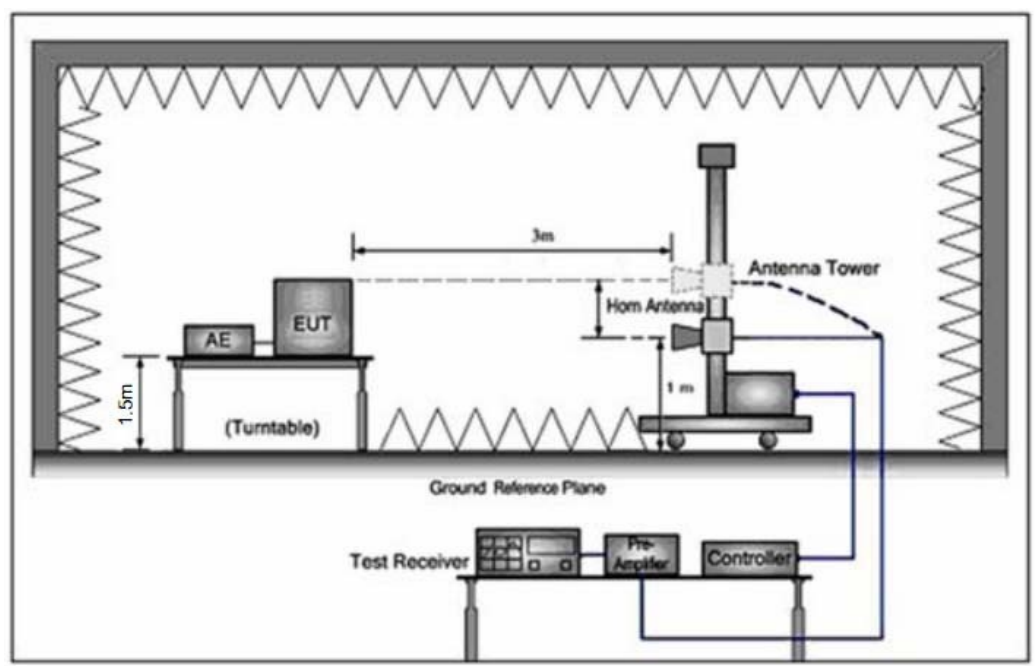 3m
Antenna Tower
Horn Antenna
AE
EUT
1.5m
1 m
(Turntable)
Ground Reference Plane
Test Receiver
Pre-
Amplifier
Controller